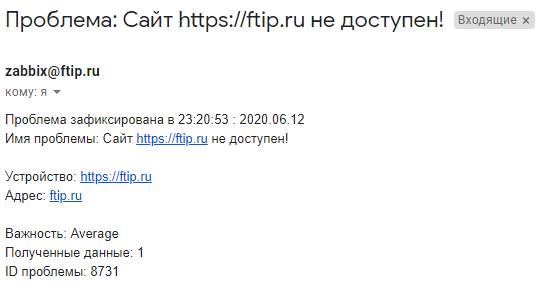 Проблема: Сайт https://ftip.ru не доступен! Входящие ×
zabbix@ftip.ru
кому: я
Проблема зафиксирована в 23:20:53 : 2020.06.12
Имя проблемы: Сайт https://ftip.ru не доступен!
Устройство: https://ftip.ru
Адрес: ftip.ru
Важность: Average
Полученные данные: 1
ID проблемы: 8731